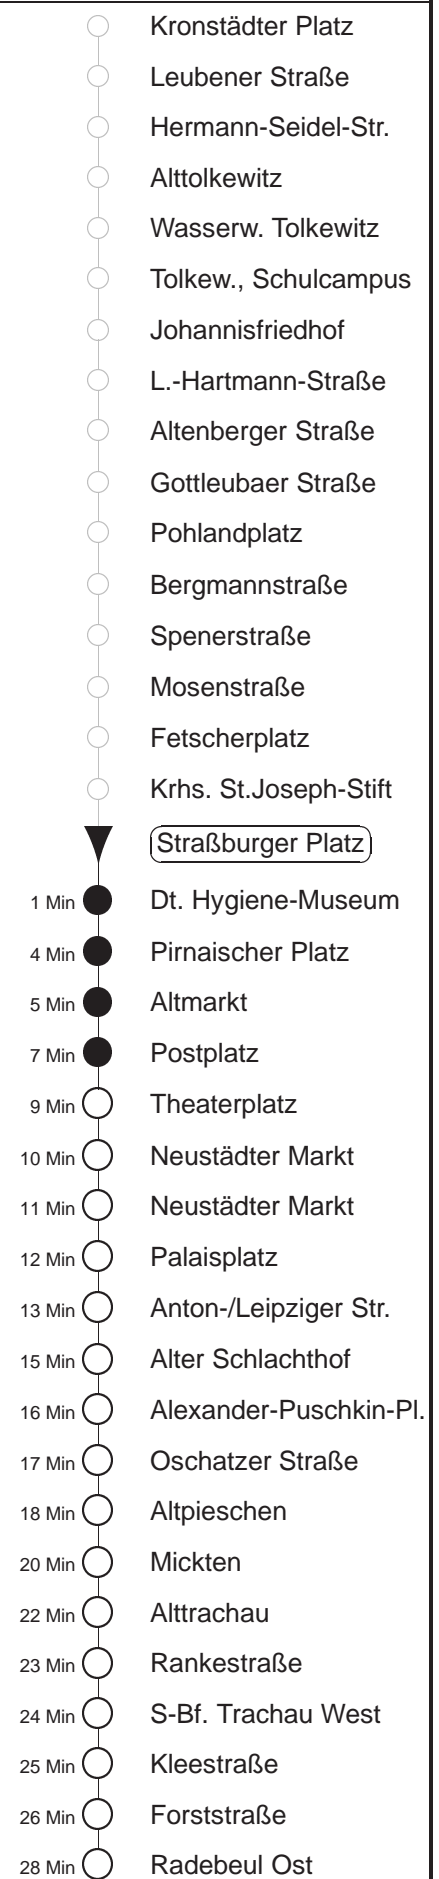 Kronstädter Platz
Leubener Straße
Hermann-Seidel-Str.
Alttolkewitz
Wasserw. Tolkewitz
Tolkew., Schulcampus
Johannisfriedhof
L.-Hartmann-Straße
Altenberger Straße
Gottleubaer Straße
Pohlandplatz
Bergmannstraße
Spenerstraße
Mosenstraße
Fetscherplatz
Krhs. St.Joseph-Stift
Straßburger Platz
1 Min Dt. Hygiene-Museum
4 Min Pirnaischer Platz
5 Min Altmarkt
7 Min Postplatz
9 Min Theaterplatz
10 Min Neustädter Markt
11 Min Neustädter Markt
12 Min Palaisplatz
13 Min Anton-/Leipziger Str.
15 Min Alter Schlachthof
16 Min Alexander-Puschkin-Pl.
17 Min Oschatzer Straße
18 Min Altpieschen
20 Min Mickten
22 Min Alttrachau
23 Min Rankestraße
24 Min S-Bf. Trachau West
25 Min Kleestraße
26 Min Forststraße
28 Min Radebeul Ost